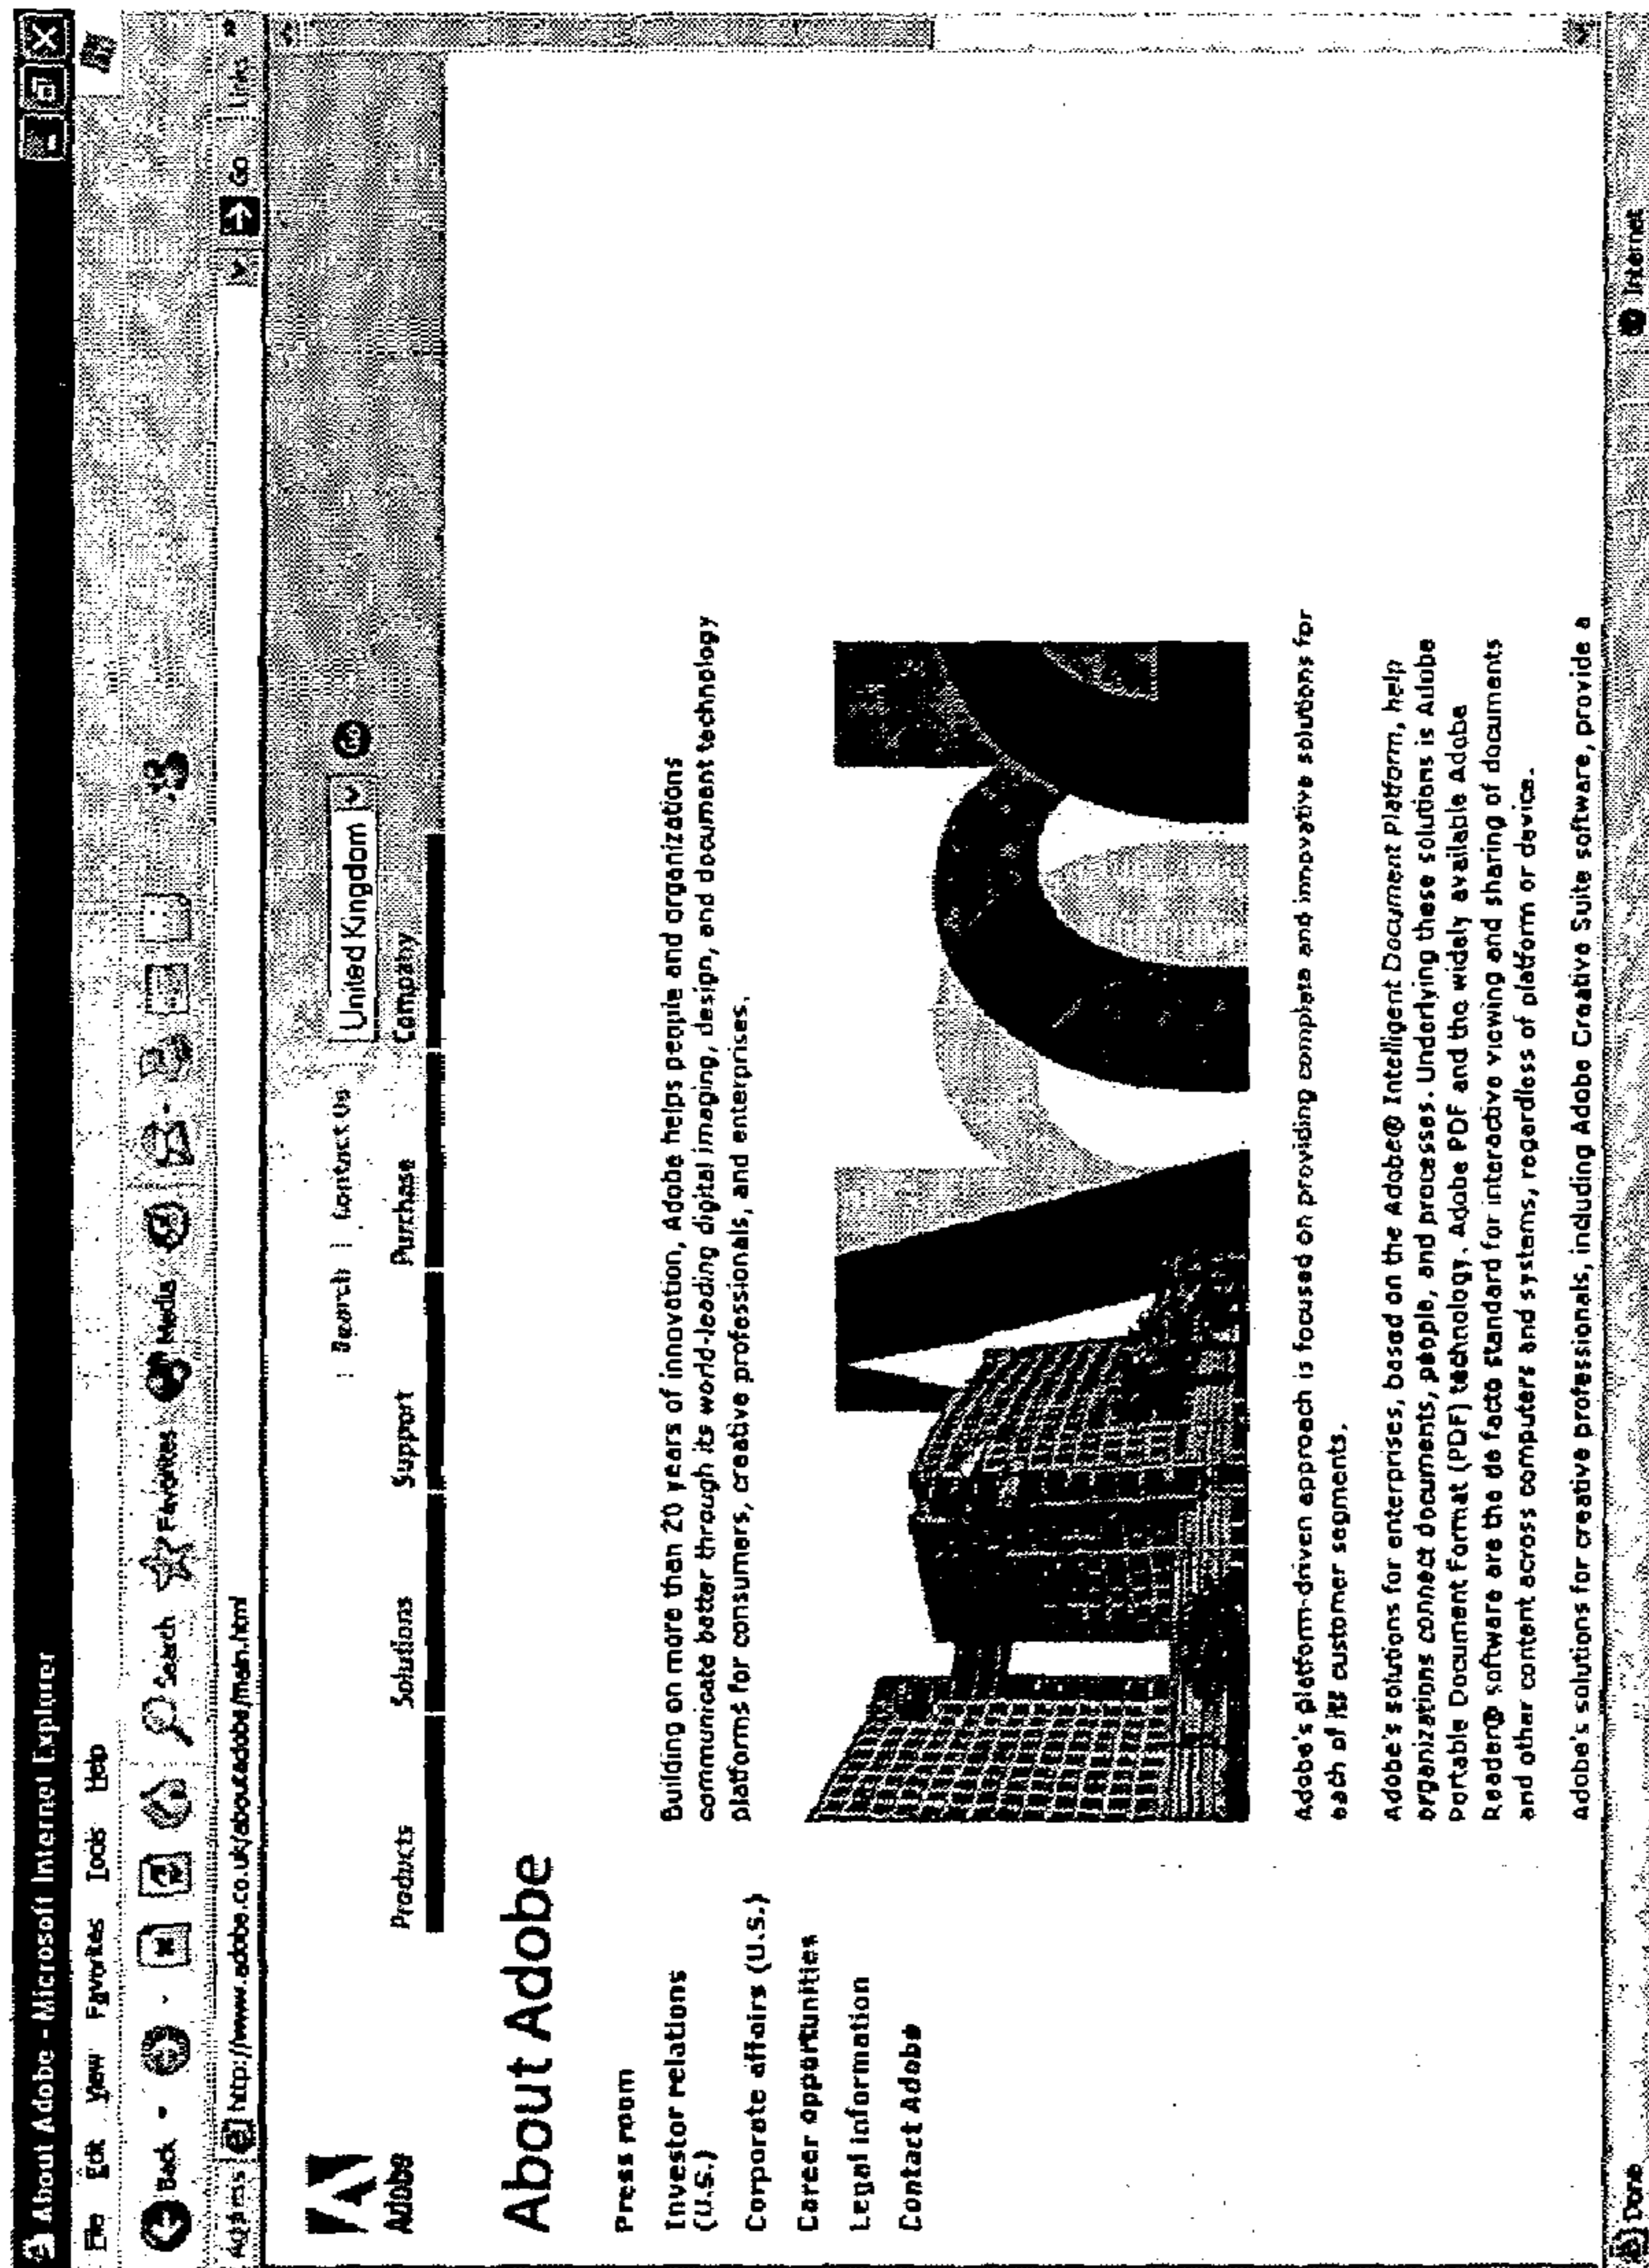 About Adobe - Microsoft Internet Explorer
File Edit View Favorites Tools Help
Back Search Favorites Media
Address http://www.adobe.co.uk/aboutadobe/main.html Go Links »
Adobe
Search | Contact Us United Kingdom Go
Products Solutions Support Purchase Company
About Adobe
Press room
Investor relations
(U.S.)
Corporate affairs (U.S.)
Career opportunities
Legal information
Contact Adobe
Building on more than 20 years of innovation, Adobe helps people and organizations
communicate better through its world-leading digital imaging, design, and document technology
platforms for consumers, creative professionals, and enterprises.
Adobe's platform-driven approach is focused on providing complete and innovative solutions for
each of its customer segments.
Adobe's solutions for enterprises, based on the Adobe® Intelligent Document Platform, help
organizations connect documents, people, and processes. Underlying these solutions is Adobe
Portable Document Format (PDF) technology. Adobe PDF and the widely available Adobe
Reader® software are the de facto standard for interactive viewing and sharing of documents
and other content across computers and systems, regardless of platform or device.
Adobe's solutions for creative professionals, including Adobe Creative Suite software, provide a
Done Internet